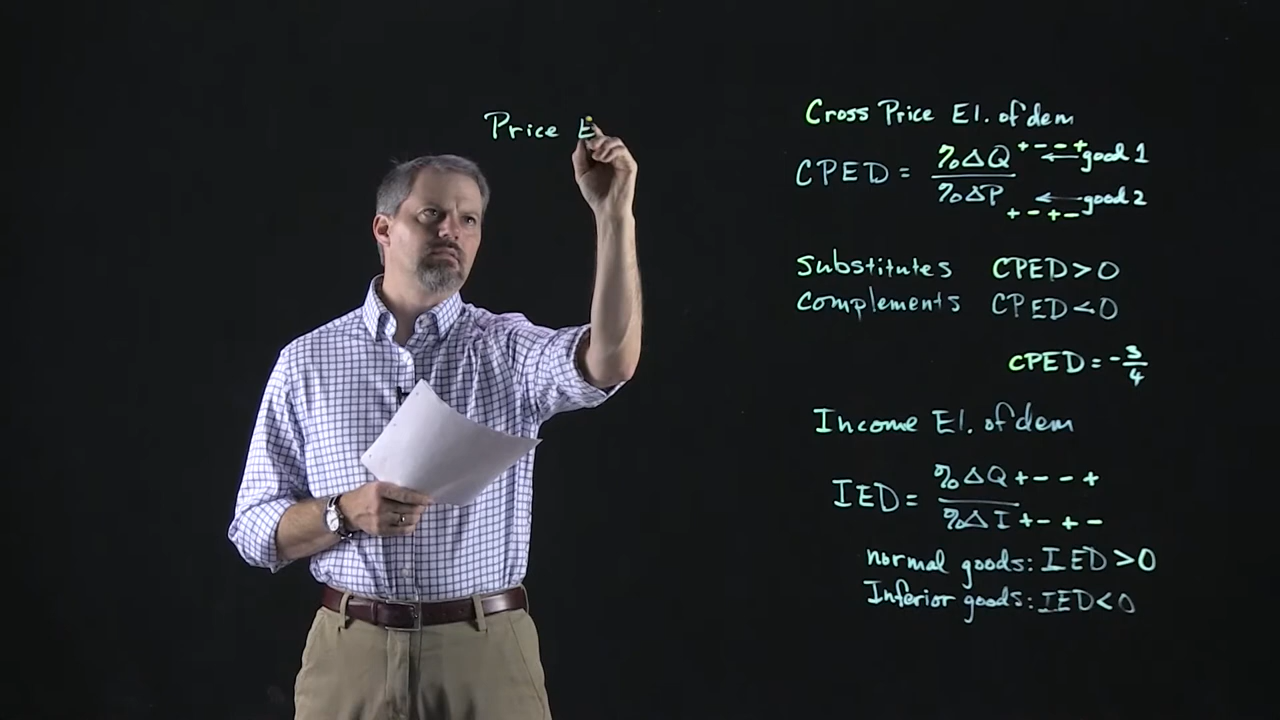 Price E
Cross Price El. of dem
CPED = %ΔQ + - - + ← good 1
%ΔP ← good 2
+ - + -
Substitutes CPED > 0
Complements CPED < 0
CPED = - 3/4
Income El. of dem
IED = %ΔQ + - - +
%ΔI + - + -
normal goods: IED > 0
Inferior goods: IED < 0